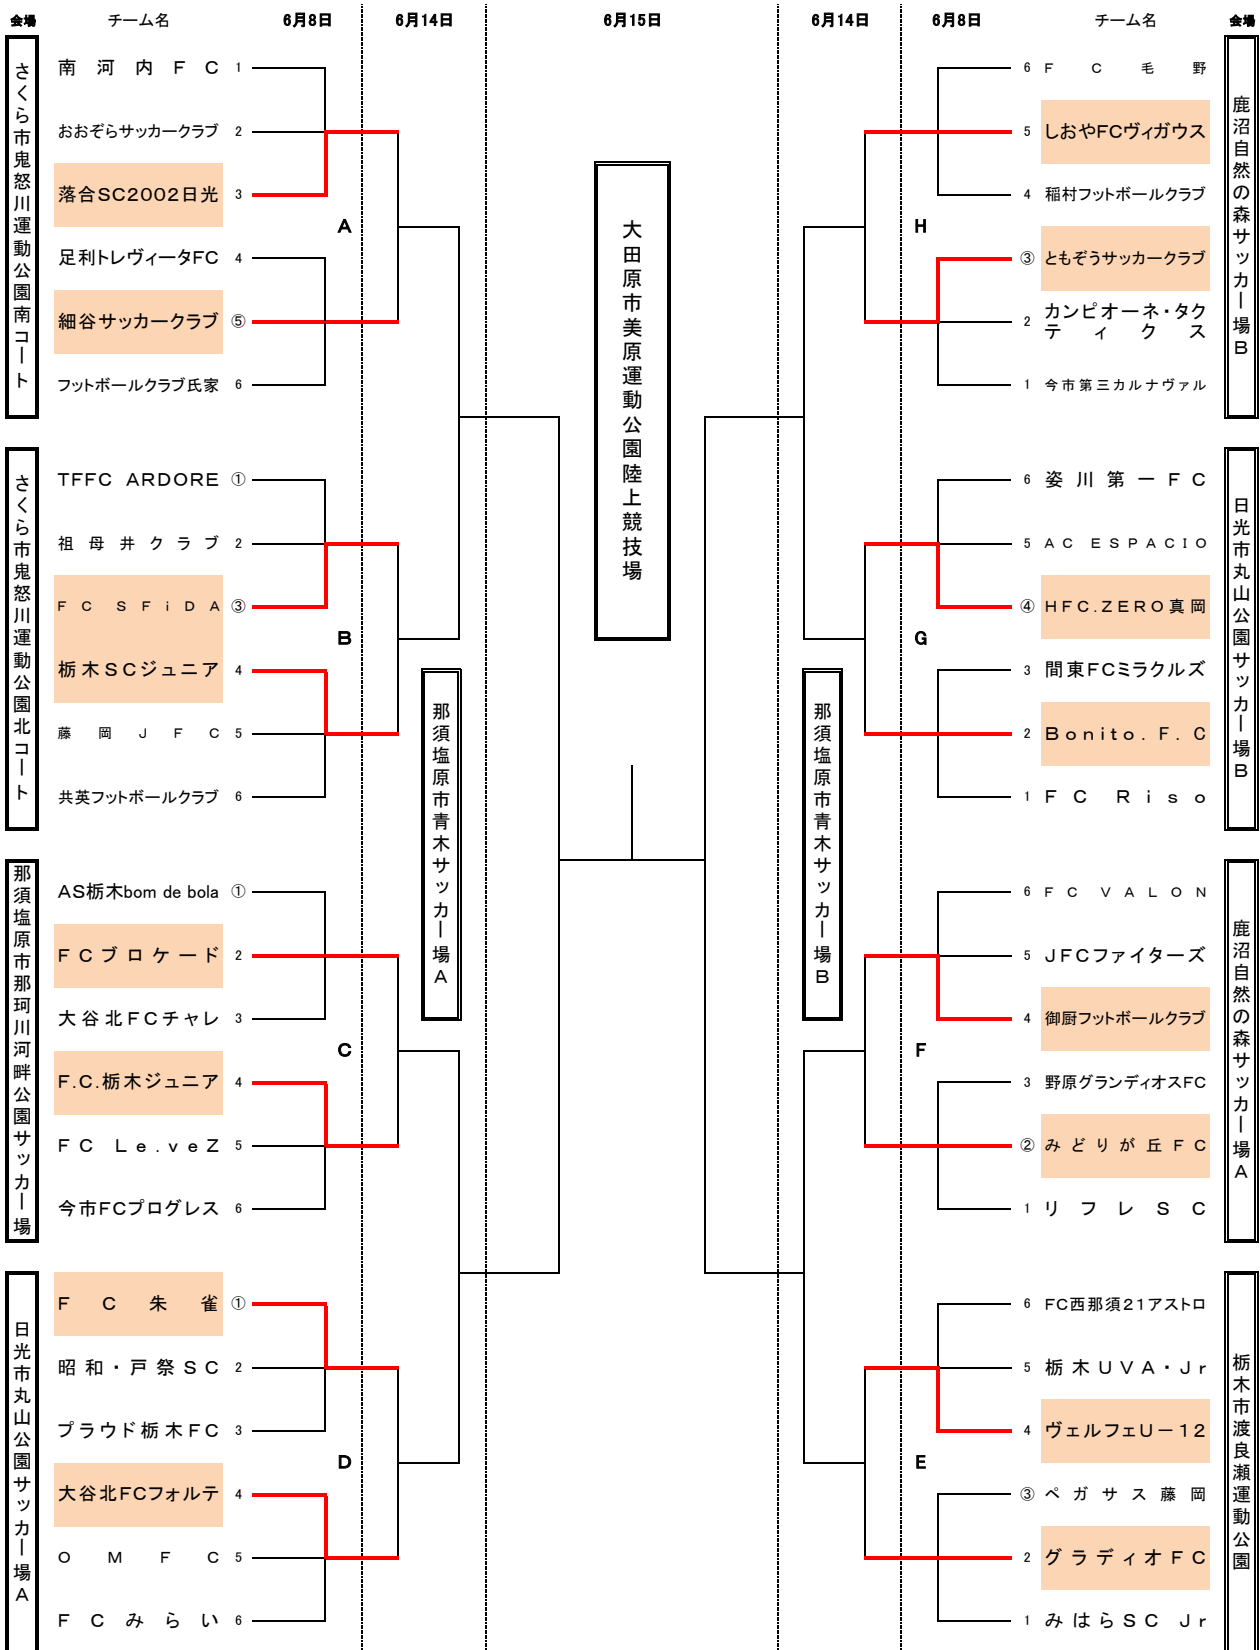 会場 チーム名 6月8日 6月14日 6月15日 6月14日 6月8日 チーム名 会場
さくら市鬼怒川運動公園南コート
南河内FC 1
おおぞらサッカークラブ 2
落合SC2002日光 3
A
足利トレヴィータFC 4
細谷サッカークラブ ⑤
フットボールクラブ氏家 6
さくら市鬼怒川運動公園北コート
TFFC ARDORE ①
祖母井クラブ 2
FC SFiDA ③
B
栃木SCジュニア 4
藤岡JFC 5
共英フットボールクラブ 6
那須塩原市那珂川河畔公園サッカー場
AS栃木bom de bola ①
FCブロケード 2
大谷北FCチャレ 3
C
F.C.栃木ジュニア 4
FC Le.veZ 5
今市FCプログレス 6
日光市丸山公園サッカー場A
FC朱雀 ①
昭和・戸祭SC 2
プラウド栃木FC 3
D
大谷北FCフォルテ 4
OMFC 5
FCみらい 6
那須塩原市青木サッカー場A
大田原市美原運動公園陸上競技場
那須塩原市青木サッカー場B
6 FC毛野
5 しおやFCヴィガウス
4 稲村フットボールクラブ
H
③ ともぞうサッカークラブ
2 カンピオーネ・タク
ティクス
1 今市第三カルナヴァル
鹿沼自然の森サッカー場B
6 姿川第一FC
5 AC ESPACIO
④ HFC.ZERO真岡
G
3 間東FCミラクルズ
2 Bonito.F.C
1 FC Riso
日光市丸山公園サッカー場B
6 FC VALON
5 JFCファイターズ
4 御厨フットボールクラブ
F
3 野原グランディオスFC
② みどりが丘FC
1 リフレSC
鹿沼自然の森サッカー場A
6 FC西那須21アストロ
5 栃木UVA・Jr
4 ヴェルフェU－12
E
③ ペガサス藤岡
2 グラディオFC
1 みはらSC Jr
栃木市渡良瀬運動公園